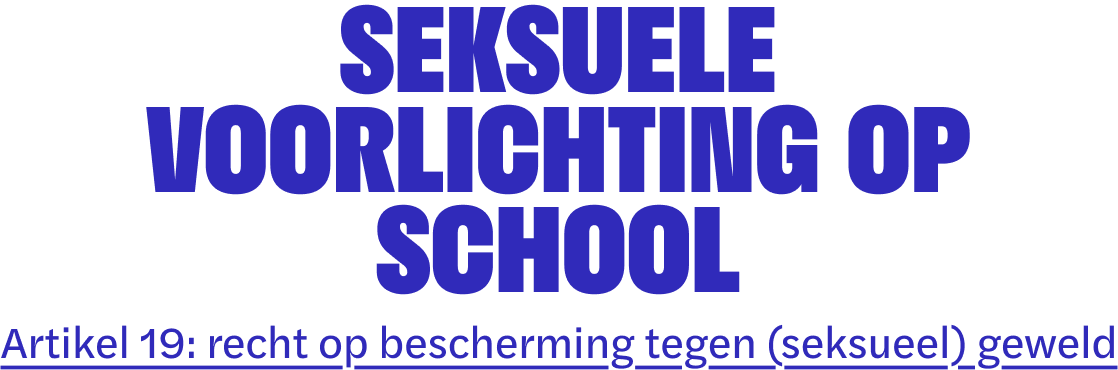 SEKSUELE
VOORLICHTING OP
SCHOOL
Artikel 19: recht op bescherming tegen (seksueel) geweld